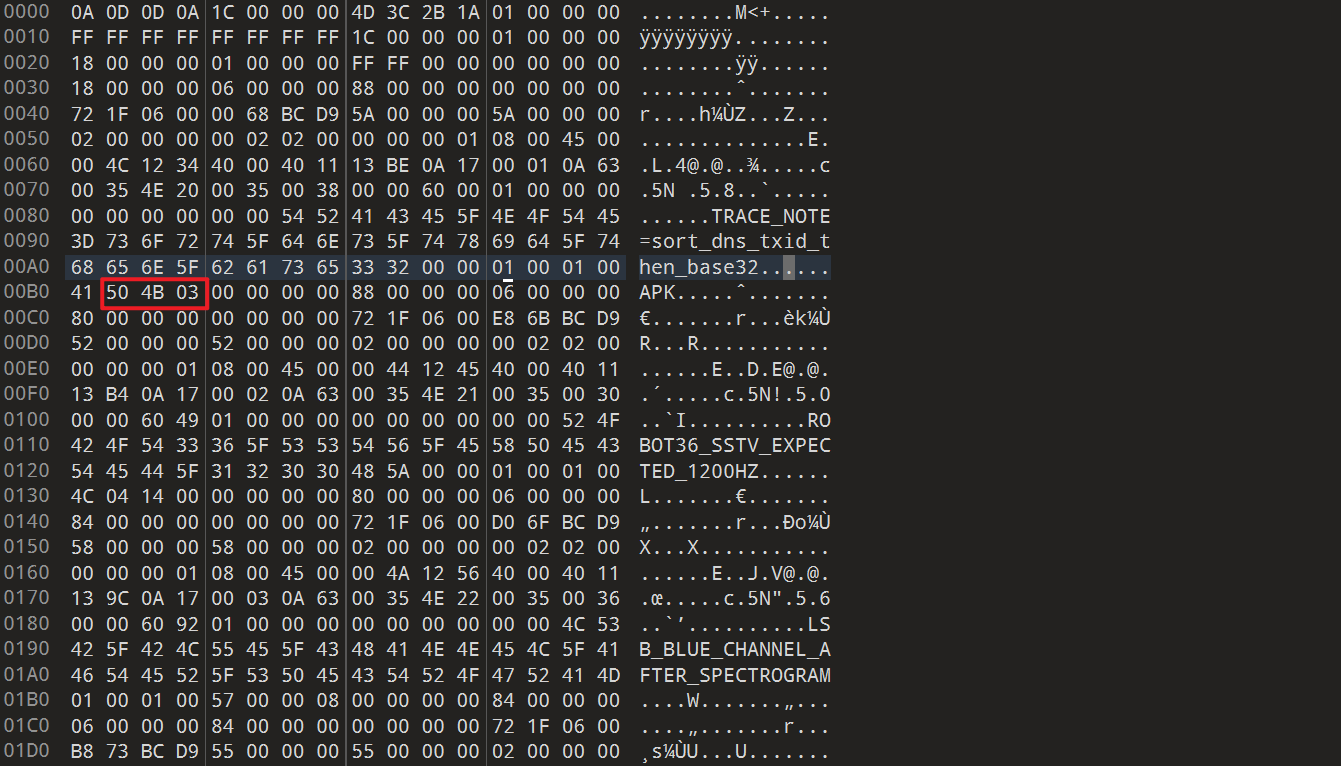 0000 0A 0D 0D 0A 1C 00 00 00 4D 3C 2B 1A 01 00 00 00 ........M<+.....
0010 FF FF FF FF FF FF FF FF 1C 00 00 00 01 00 00 00 ÿÿÿÿÿÿÿÿ........
0020 18 00 00 00 01 00 00 00 FF FF 00 00 00 00 00 00 ........ÿÿ......
0030 18 00 00 00 06 00 00 00 88 00 00 00 00 00 00 00 ........ˆ.......
0040 72 1F 06 00 00 68 BC D9 5A 00 00 00 5A 00 00 00 r....h¼ÙZ...Z...
0050 02 00 00 00 00 02 02 00 00 00 00 01 08 00 45 00 ..............E.
0060 00 4C 12 34 40 00 40 11 13 BE 0A 17 00 01 0A 63 .L.4@.@..¾.....c
0070 00 35 4E 20 00 35 00 38 00 00 60 00 01 00 00 00 .5N .5.8..`.....
0080 00 00 00 00 00 00 54 52 41 43 45 5F 4E 4F 54 45 ......TRACE_NOTE
0090 3D 73 6F 72 74 5F 64 6E 73 5F 74 78 69 64 5F 74 =sort_dns_txid_t
00A0 68 65 6E 5F 62 61 73 65 33 32 00 00 01 00 01 00 hen_base32......
00B0 41 50 4B 03 00 00 00 00 88 00 00 00 06 00 00 00 APK.....ˆ.......
00C0 80 00 00 00 00 00 00 00 72 1F 06 00 E8 6B BC D9 €.......r...èk¼Ù
00D0 52 00 00 00 52 00 00 00 02 00 00 00 00 02 02 00 R...R...........
00E0 00 00 00 01 08 00 45 00 00 44 12 45 40 00 40 11 ......E..D.E@.@.
00F0 13 B4 0A 17 00 02 0A 63 00 35 4E 21 00 35 00 30 .´.....c.5N!.5.0
0100 00 00 60 49 01 00 00 00 00 00 00 00 00 00 52 4F ..`I..........RO
0110 42 4F 54 33 36 5F 53 53 54 56 5F 45 58 50 45 43 BOT36_SSTV_EXPEC
0120 54 45 44 5F 31 32 30 30 48 5A 00 00 01 00 01 00 TED_1200HZ......
0130 4C 04 14 00 00 00 00 00 80 00 00 00 06 00 00 00 L.......€.......
0140 84 00 00 00 00 00 00 00 72 1F 06 00 D0 6F BC D9 „.......r...Ðo¼Ù
0150 58 00 00 00 58 00 00 00 02 00 00 00 00 02 02 00 X...X...........
0160 00 00 00 01 08 00 45 00 00 4A 12 56 40 00 40 11 ......E..J.V@.@.
0170 13 9C 0A 17 00 03 0A 63 00 35 4E 22 00 35 00 36 .œ.....c.5N".5.6
0180 00 00 60 92 01 00 00 00 00 00 00 00 00 00 4C 53 ..`’..........LS
0190 42 5F 42 4C 55 45 5F 43 48 41 4E 4E 45 4C 5F 41 B_BLUE_CHANNEL_A
01A0 46 54 45 52 5F 53 50 45 43 54 52 4F 47 52 41 4D FTER_SPECTROGRAM
01B0 01 00 01 00 57 00 00 08 00 00 00 00 84 00 00 00 ....W.......„...
01C0 06 00 00 00 84 00 00 00 00 00 00 00 72 1F 06 00 ....„.......r...
01D0 B8 73 BC D9 55 00 00 00 55 00 00 00 02 00 00 00 ¸s¼ÙU...U.......